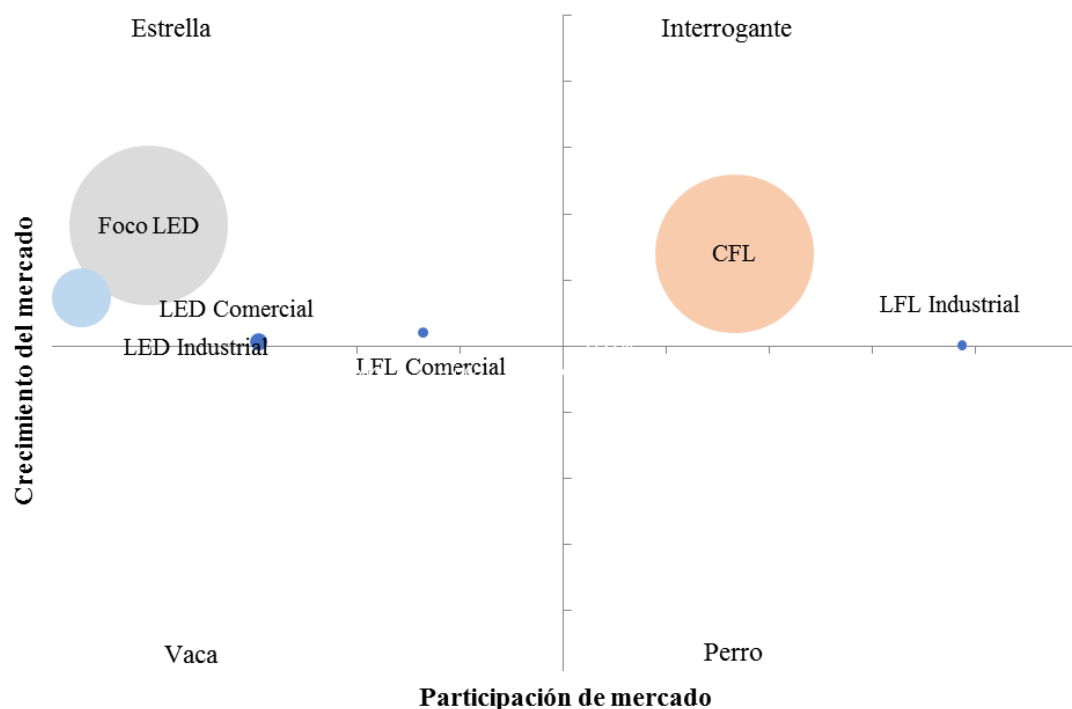 Estrella
Interrogante
Foco LED
CFL
LED Comercial
LFL Industrial
LED Industrial
LFL Comercial
Crecimiento del mercado
Vaca
Perro
Participación de mercado